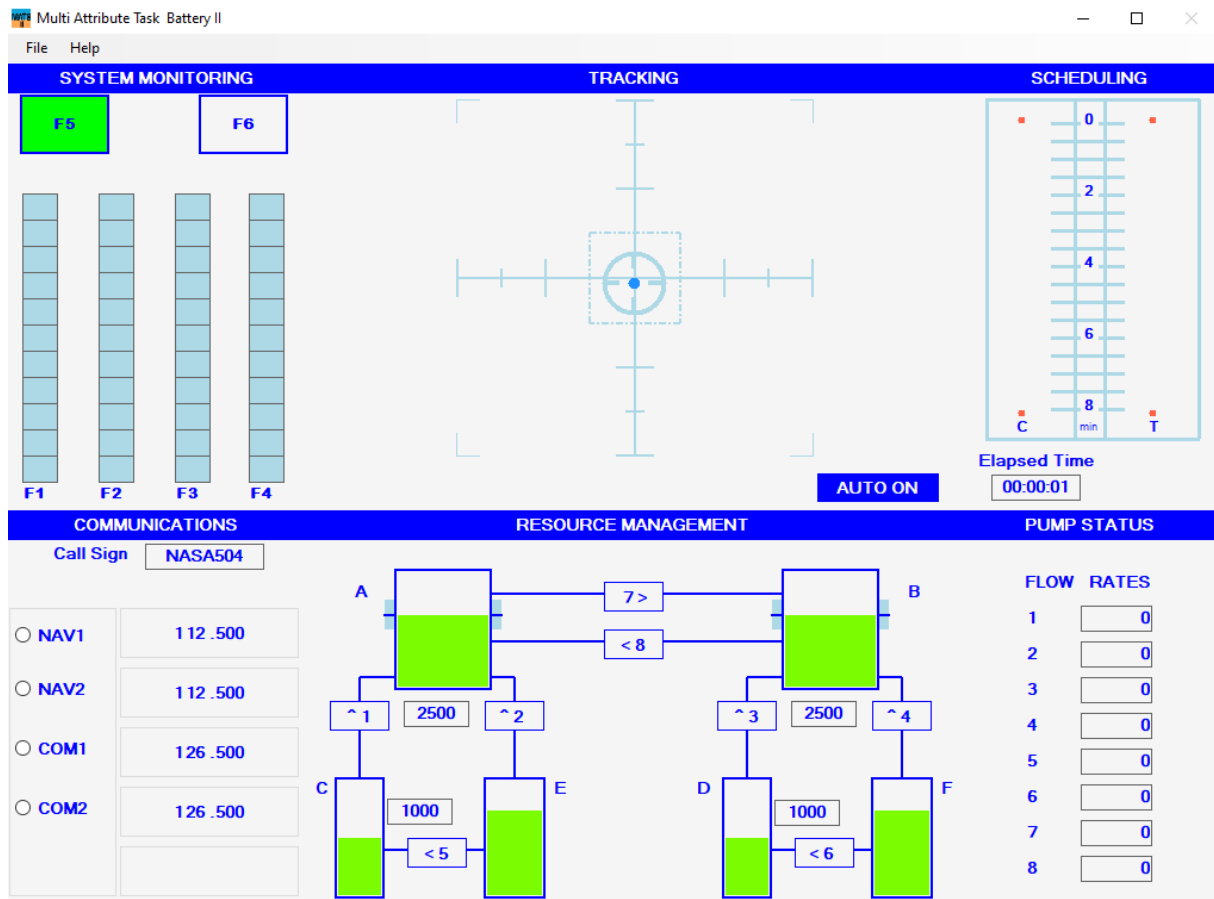 Multi Attribute Task Battery II
File Help
SYSTEM MONITORING
F5 F6
F1 F2 F3 F4
TRACKING
AUTO ON
SCHEDULING
0
2
4
6
8
C min T
Elapsed Time
00:00:01
COMMUNICATIONS
Call Sign NASA504
NAV1 112.500
NAV2 112.500
COM1 126.500
COM2 126.500
RESOURCE MANAGEMENT
A 7 > B
< 8
^ 1 2500 ^ 2 ^ 3 2500 ^ 4
C E D F
1000 1000
< 5 < 6
PUMP STATUS
FLOW RATES
1 0
2 0
3 0
4 0
5 0
6 0
7 0
8 0